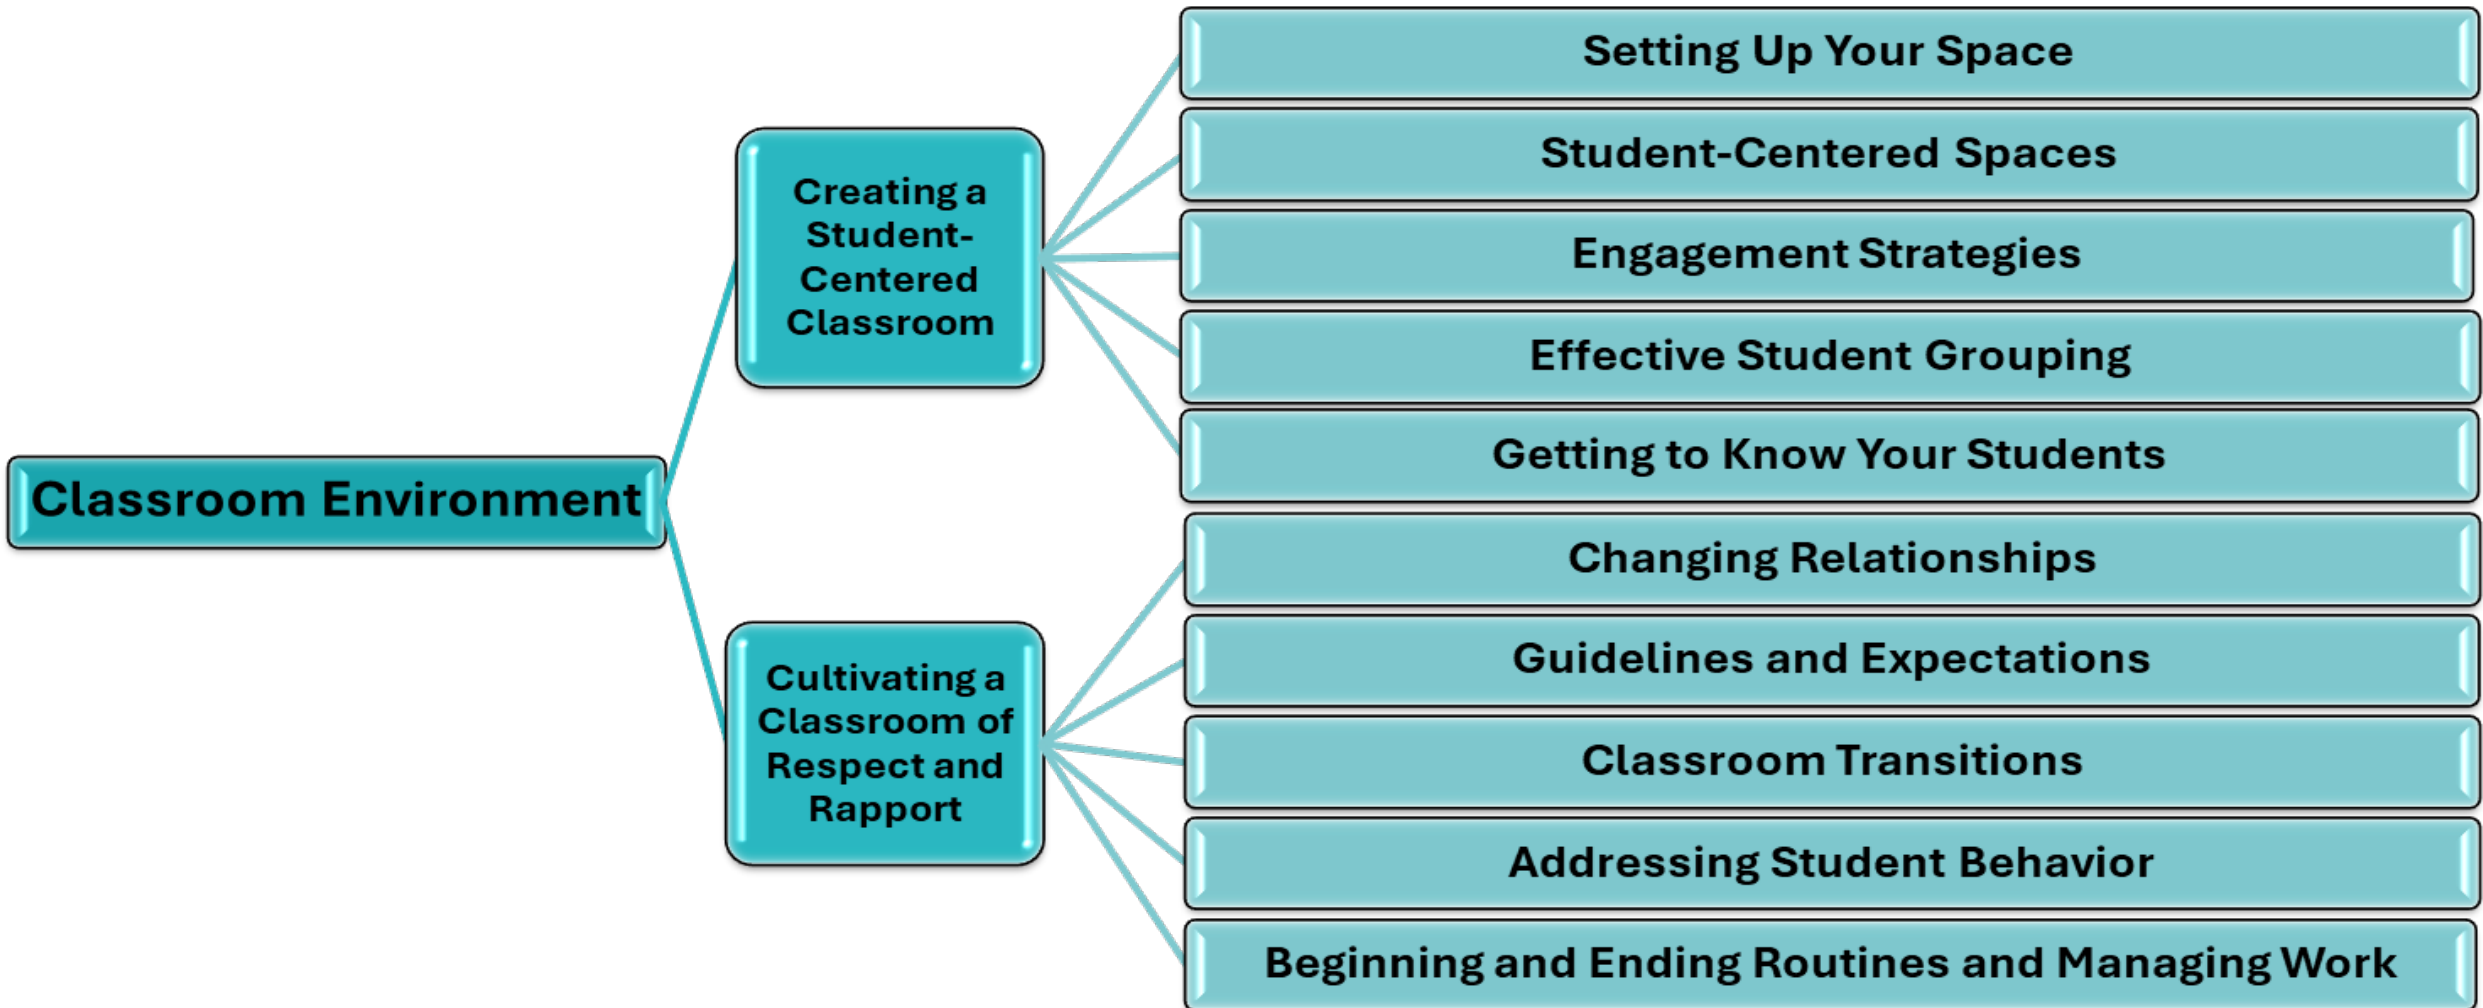 Classroom Environment
Creating a
Student-
Centered
Classroom
Setting Up Your Space
Student-Centered Spaces
Engagement Strategies
Effective Student Grouping
Getting to Know Your Students
Cultivating a
Classroom of
Respect and
Rapport
Changing Relationships
Guidelines and Expectations
Classroom Transitions
Addressing Student Behavior
Beginning and Ending Routines and Managing Work